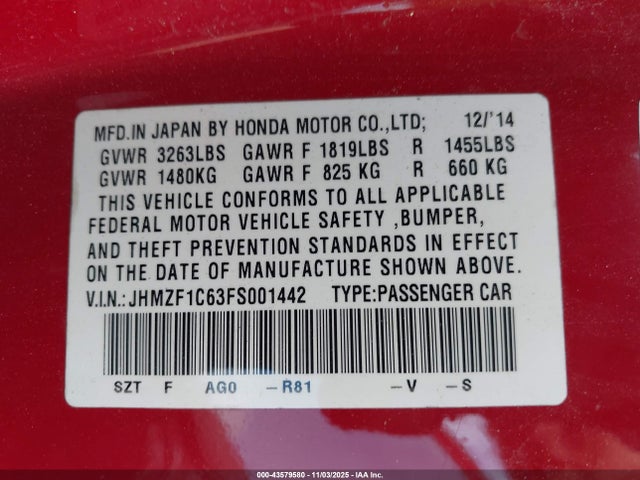 MFD.IN JAPAN BY HONDA MOTOR CO.,LTD; 12/'14
GVWR 3263LBS GAWR F 1819LBS R 1455LBS
GVWR 1480KG GAWR F 825 KG R 660 KG
THIS VEHICLE CONFORMS TO ALL APPLICABLE
FEDERAL MOTOR VEHICLE SAFETY ,BUMPER,
AND THEFT PREVENTION STANDARDS IN EFFECT
ON THE DATE OF MANUFACTURE SHOWN ABOVE.
V.I.N.:JHMZF1C63FS001442 TYPE:PASSENGER CAR
SZT F AG0 -R81 -V -S
000-43579580 - 11/03/2025 - IAA Inc.